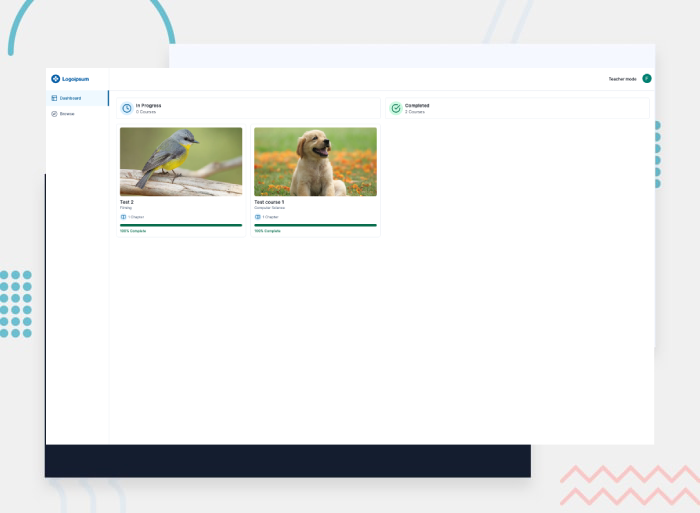 Logoipsum
Teacher mode
Dashboard
Browse
In Progress
0 Courses
Completed
2 Courses
Test 2
Filming
1 Chapter
100% Complete
Test course 1
Computer Science
1 Chapter
100% Complete